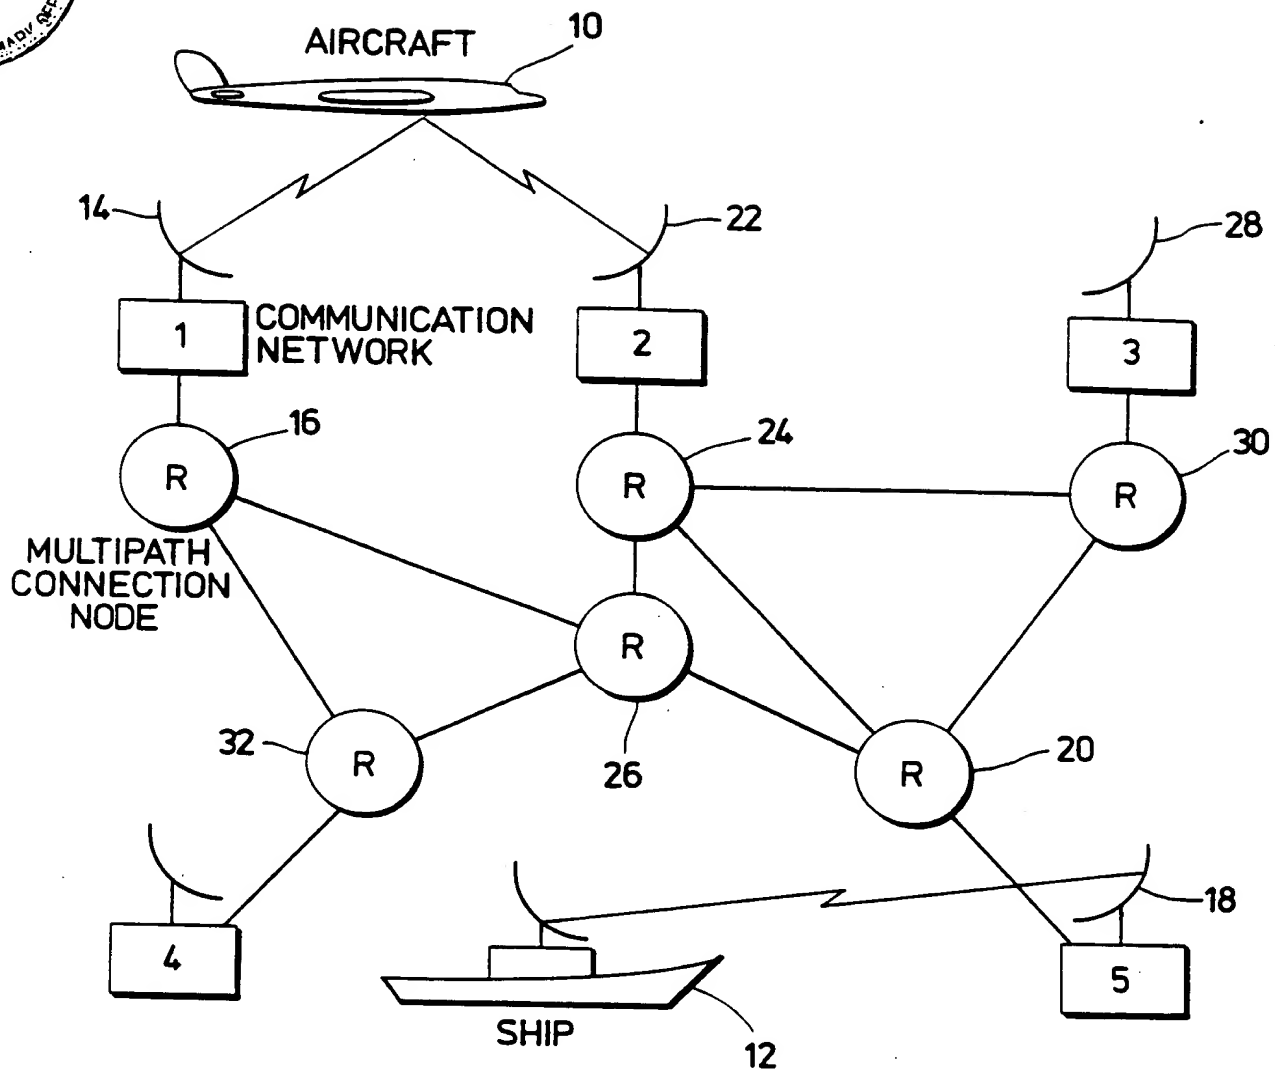 AIRCRAFT
10
14
22
28
1
COMMUNICATION
NETWORK
2
3
16
24
30
R
R
R
MULTIPATH
CONNECTION
NODE
R
32
R
26
R
20
18
4
5
SHIP
12